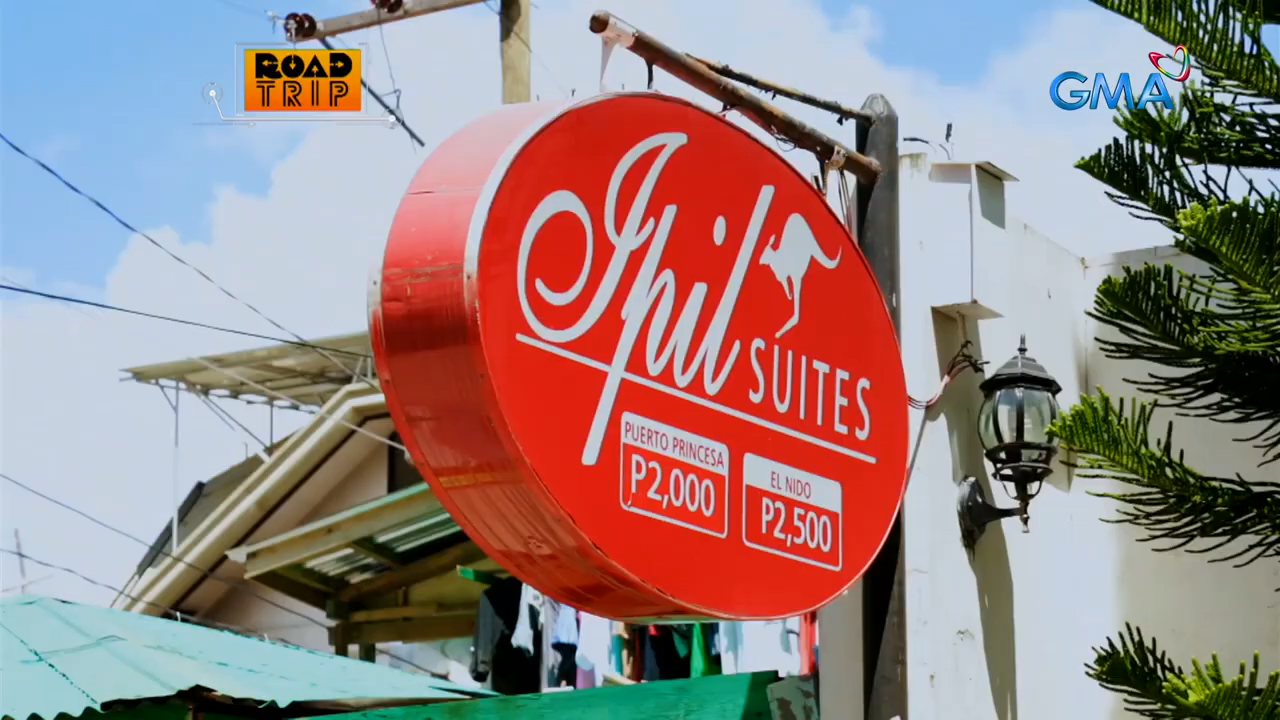 ROAD
TRIP
GMA
Ipil
SUITES
PUERTO PRINCESA
P2,000
EL NIDO
P2,500